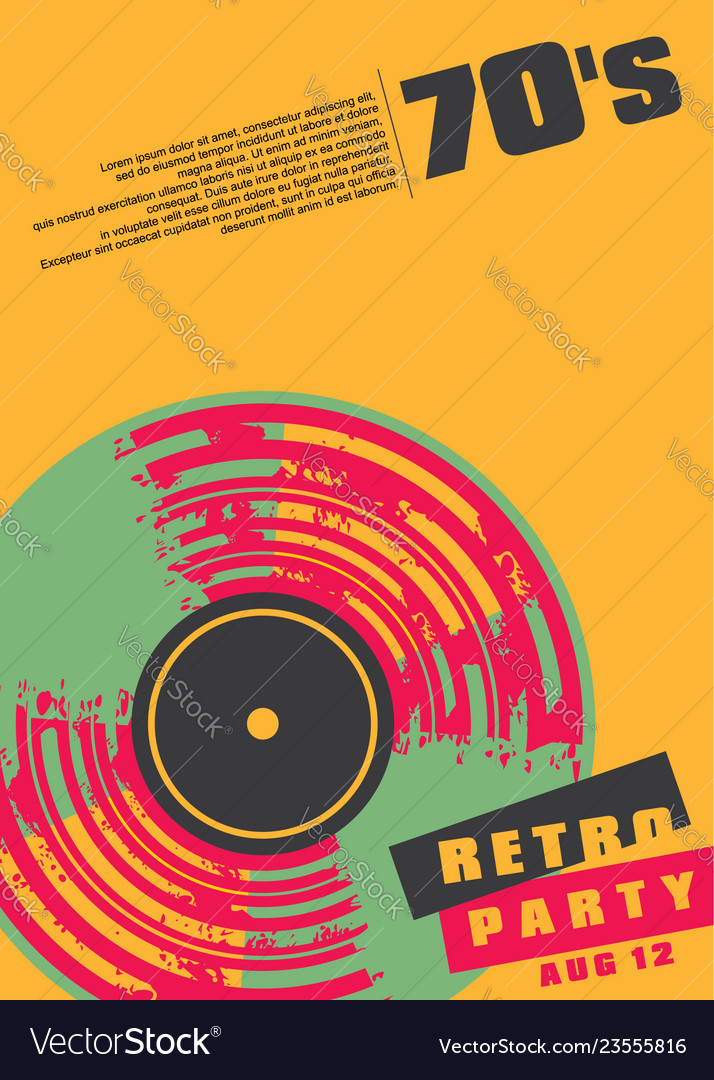 70's
Lorem ipsum dolor sit amet, consectetur adipiscing elit,
sed do eiusmod tempor incididunt ut labore et dolore
magna aliqua. Ut enim ad minim veniam,
quis nostrud exercitation ullamco laboris nisi ut aliquip ex ea commodo
consequat. Duis aute irure dolor in reprehenderit
in voluptate velit esse cillum dolore eu fugiat nulla pariatur.
Excepteur sint occaecat cupidatat non proident, sunt in culpa qui officia
deserunt mollit anim id est laborum.
RETRO
PARTY
AUG 12
VectorStock®
VectorStock.com/23555816